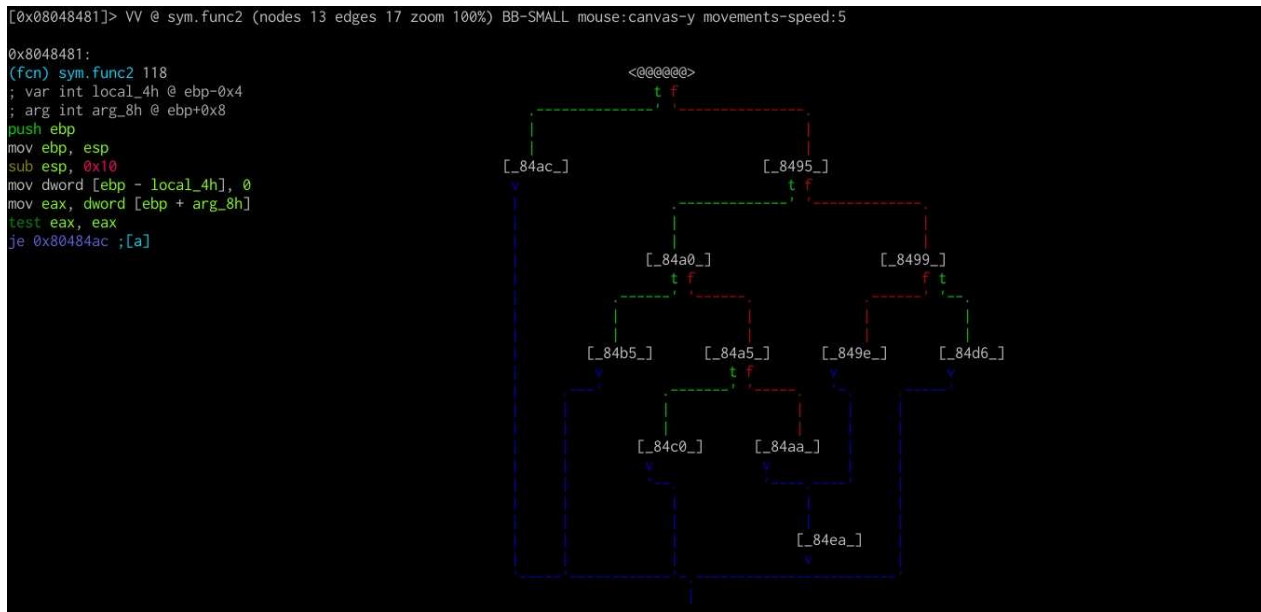 [0x08048481]> VV @ sym.func2 (nodes 13 edges 17 zoom 100%) BB-SMALL mouse:canvas-y movements-speed:5
0x8048481:
(fcn) sym.func2 118
; var int local_4h @ ebp-0x4
; arg int arg_8h @ ebp+0x8
push ebp
mov ebp, esp
sub esp, 0x10
mov dword [ebp - local_4h], 0
mov eax, dword [ebp + arg_8h]
test eax, eax
je 0x80484ac ;[a]
<@@@@@@>
t f
[_84ac_] [_8495_]
v t f
[_84a0_] [_8499_]
t f f t
[_84b5_] [_84a5_] [_849e_] [_84d6_]
v t f v v
[_84c0_] [_84aa_]
v v
[_84ea_]
v